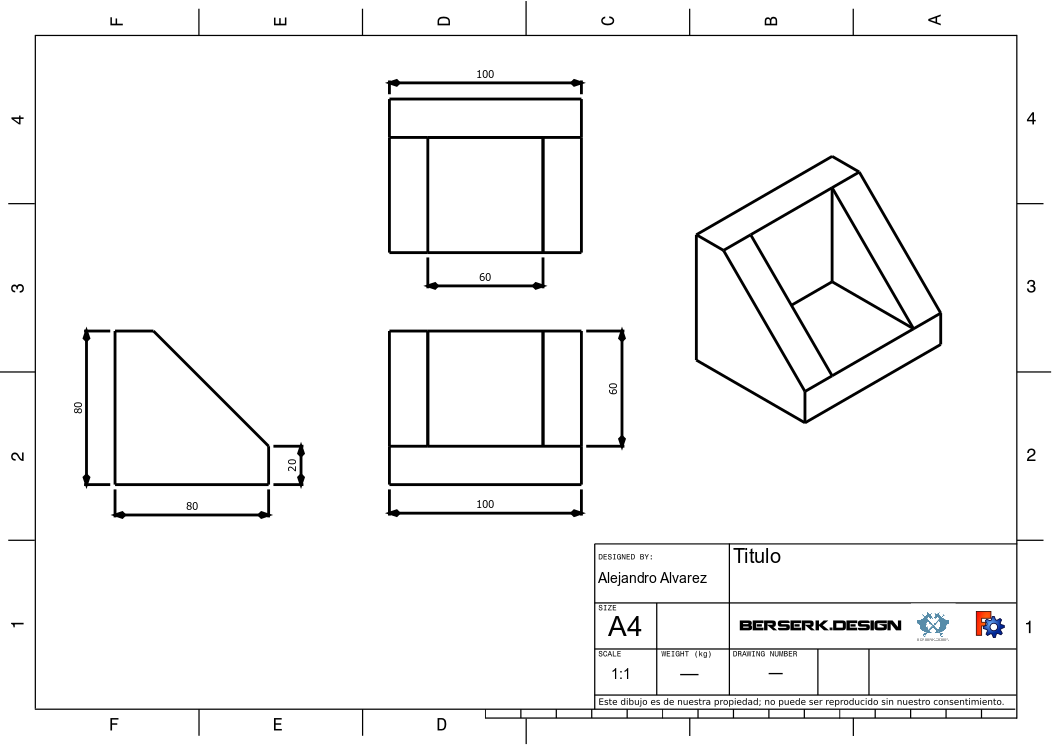 F E D C B A
4 4
3 3
2 2
1 1
100
60
80
80
20
60
100
DESIGNED BY:
Alejandro Alvarez
Titulo
SIZE
A4
BERSERK.DESIGN
SCALE
1:1
WEIGHT (kg)
—
DRAWING NUMBER
—
Este dibujo es de nuestra propiedad; no puede ser reproducido sin nuestro consentimiento.
F E D